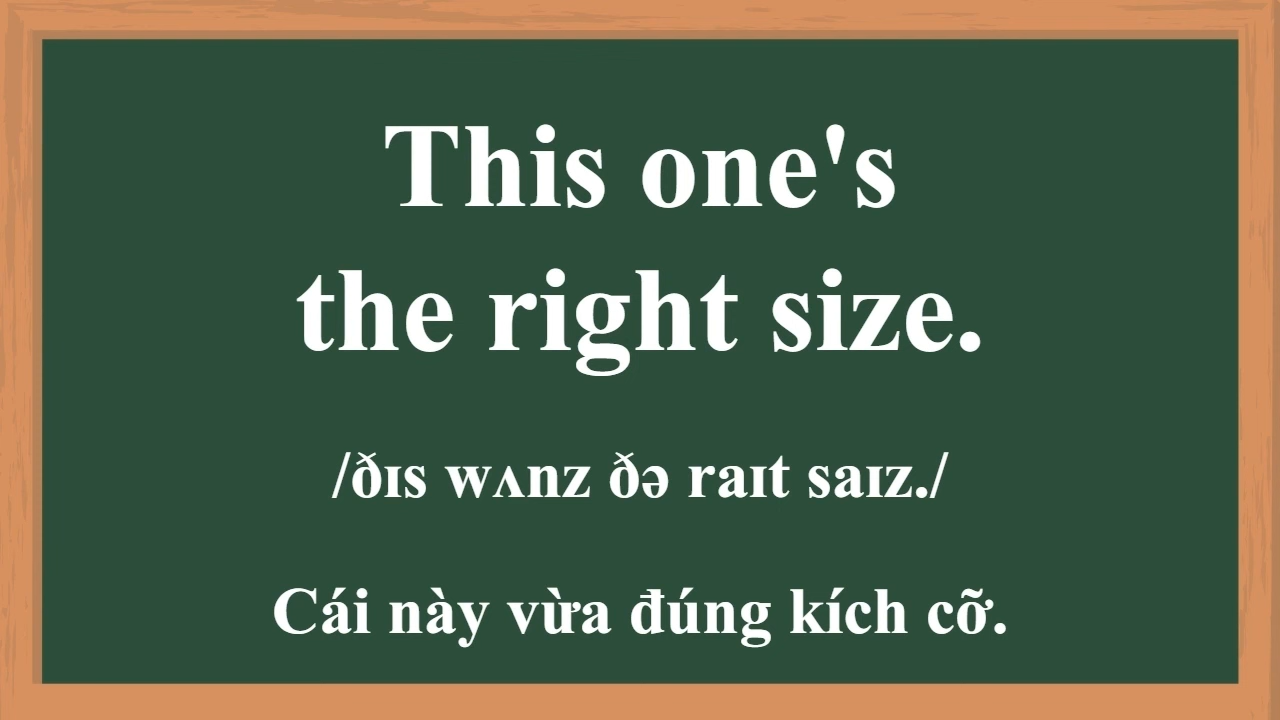 This one's
the right size.
/ðɪs wʌnz ðə raɪt saɪz./
Cái này vừa đúng kích cỡ.